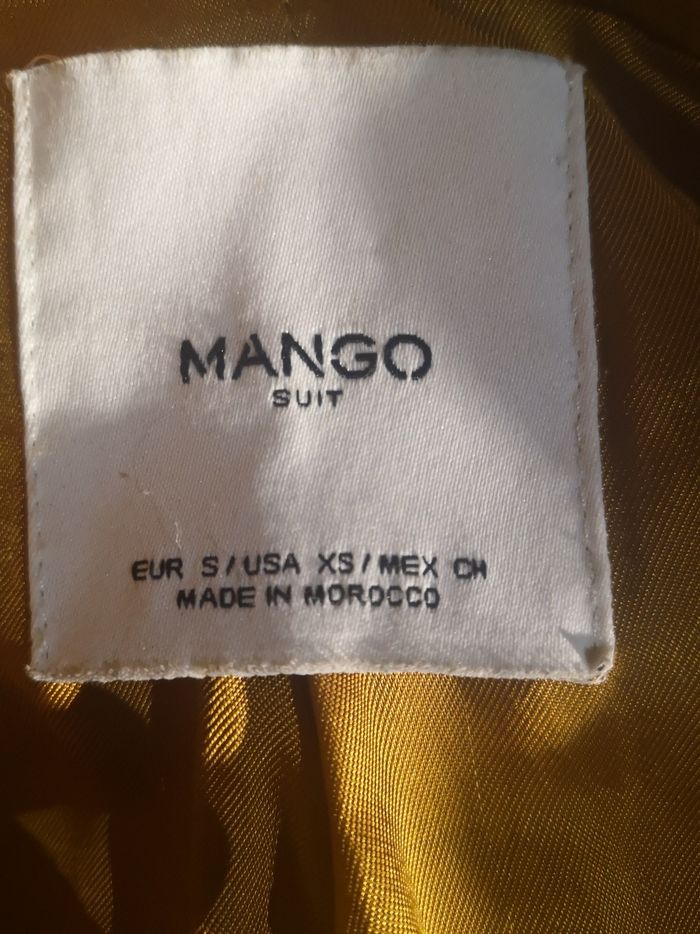 MANGO
SUIT
EUR S/USA XS/MEX CH
MADE IN MOROCCO